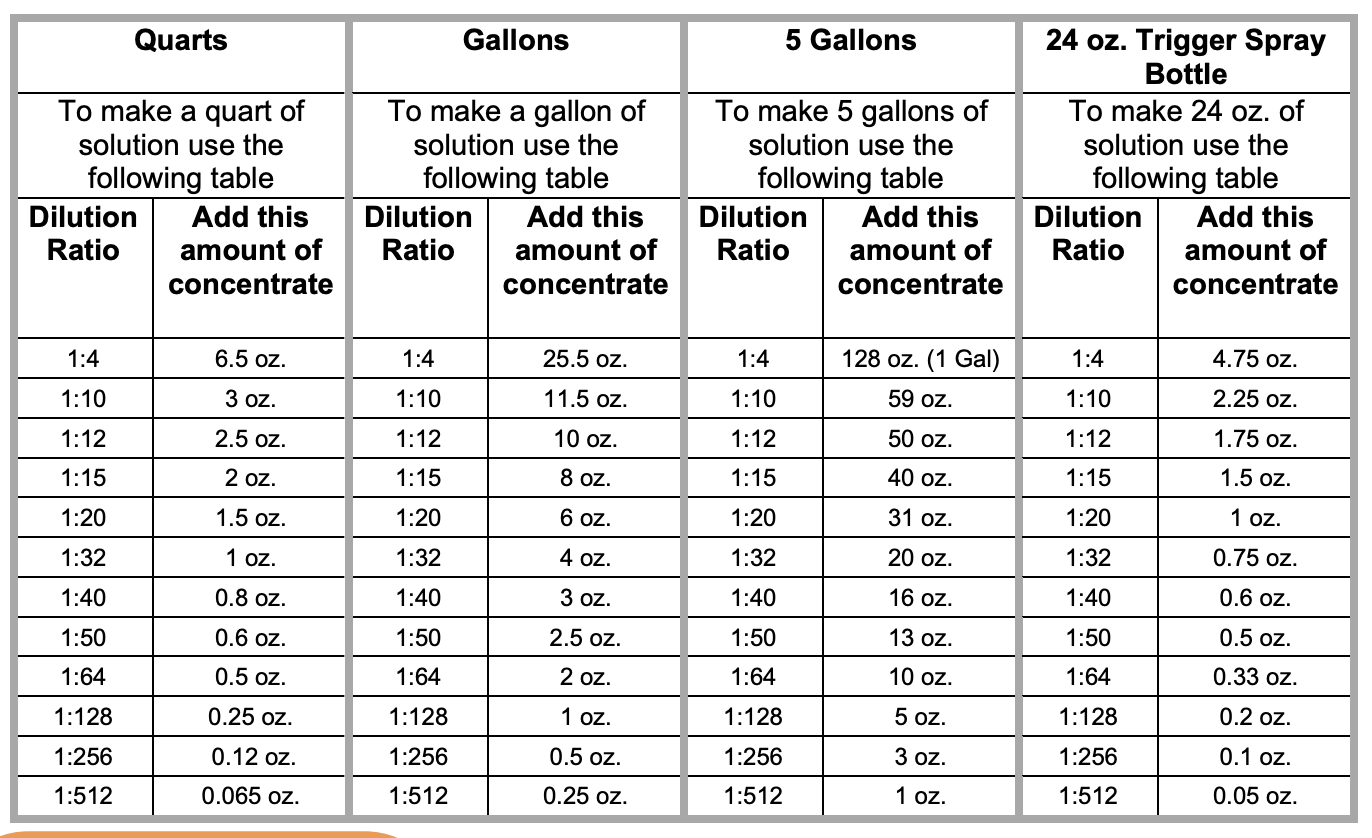 Quarts Gallons 5 Gallons 24 oz. Trigger Spray
Bottle
To make a quart of To make a gallon of To make 5 gallons of To make 24 oz. of
solution use the solution use the solution use the solution use the
following table following table following table following table
Dilution Add this Dilution Add this Dilution Add this Dilution Add this
Ratio amount of Ratio amount of Ratio amount of Ratio amount of
concentrate concentrate concentrate concentrate
1:4 6.5 oz. 1:4 25.5 oz. 1:4 128 oz. (1 Gal) 1:4 4.75 oz.
1:10 3 oz. 1:10 11.5 oz. 1:10 59 oz. 1:10 2.25 oz.
1:12 2.5 oz. 1:12 10 oz. 1:12 50 oz. 1:12 1.75 oz.
1:15 2 oz. 1:15 8 oz. 1:15 40 oz. 1:15 1.5 oz.
1:20 1.5 oz. 1:20 6 oz. 1:20 31 oz. 1:20 1 oz.
1:32 1 oz. 1:32 4 oz. 1:32 20 oz. 1:32 0.75 oz.
1:40 0.8 oz. 1:40 3 oz. 1:40 16 oz. 1:40 0.6 oz.
1:50 0.6 oz. 1:50 2.5 oz. 1:50 13 oz. 1:50 0.5 oz.
1:64 0.5 oz. 1:64 2 oz. 1:64 10 oz. 1:64 0.33 oz.
1:128 0.25 oz. 1:128 1 oz. 1:128 5 oz. 1:128 0.2 oz.
1:256 0.12 oz. 1:256 0.5 oz. 1:256 3 oz. 1:256 0.1 oz.
1:512 0.065 oz. 1:512 0.25 oz. 1:512 1 oz. 1:512 0.05 oz.